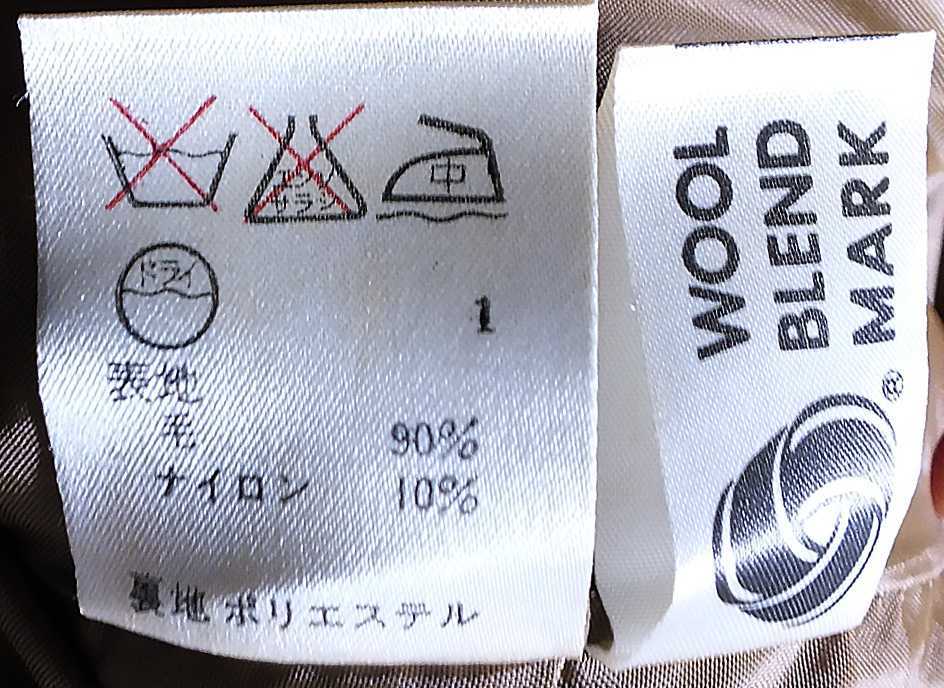 エンソ
サラシ
中
ドライ
1
表地
毛 90%
ナイロン 10%
裏地 ポリエステル
WOOL
BLEND
MARK
®